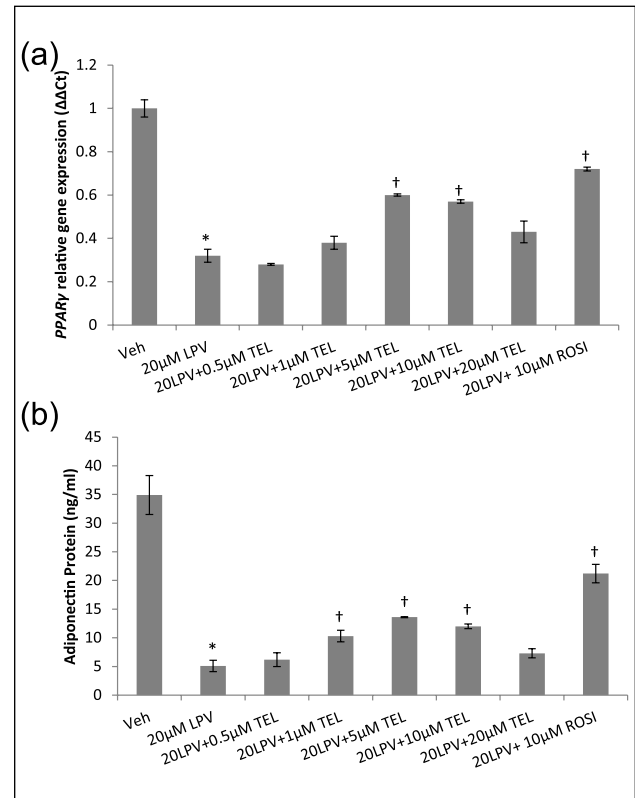 (a)
PPARγ relative gene expression (ΔΔCt)
1.2
1
0.8
0.6
0.4
0.2
0
*
†
†
†
Veh
20µM LPV
20LPV+0.5µM TEL
20LPV+1µM TEL
20LPV+5µM TEL
20LPV+10µM TEL
20LPV+20µM TEL
20LPV+ 10µM ROSI
(b)
Adiponectin Protein (ng/ml)
45
40
35
30
25
20
15
10
5
0
*
†
†
†
†
Veh
20µM LPV
20LPV+0.5µM TEL
20LPV+1µM TEL
20LPV+5µM TEL
20LPV+10µM TEL
20LPV+20µM TEL
20LPV+ 10µM ROSI